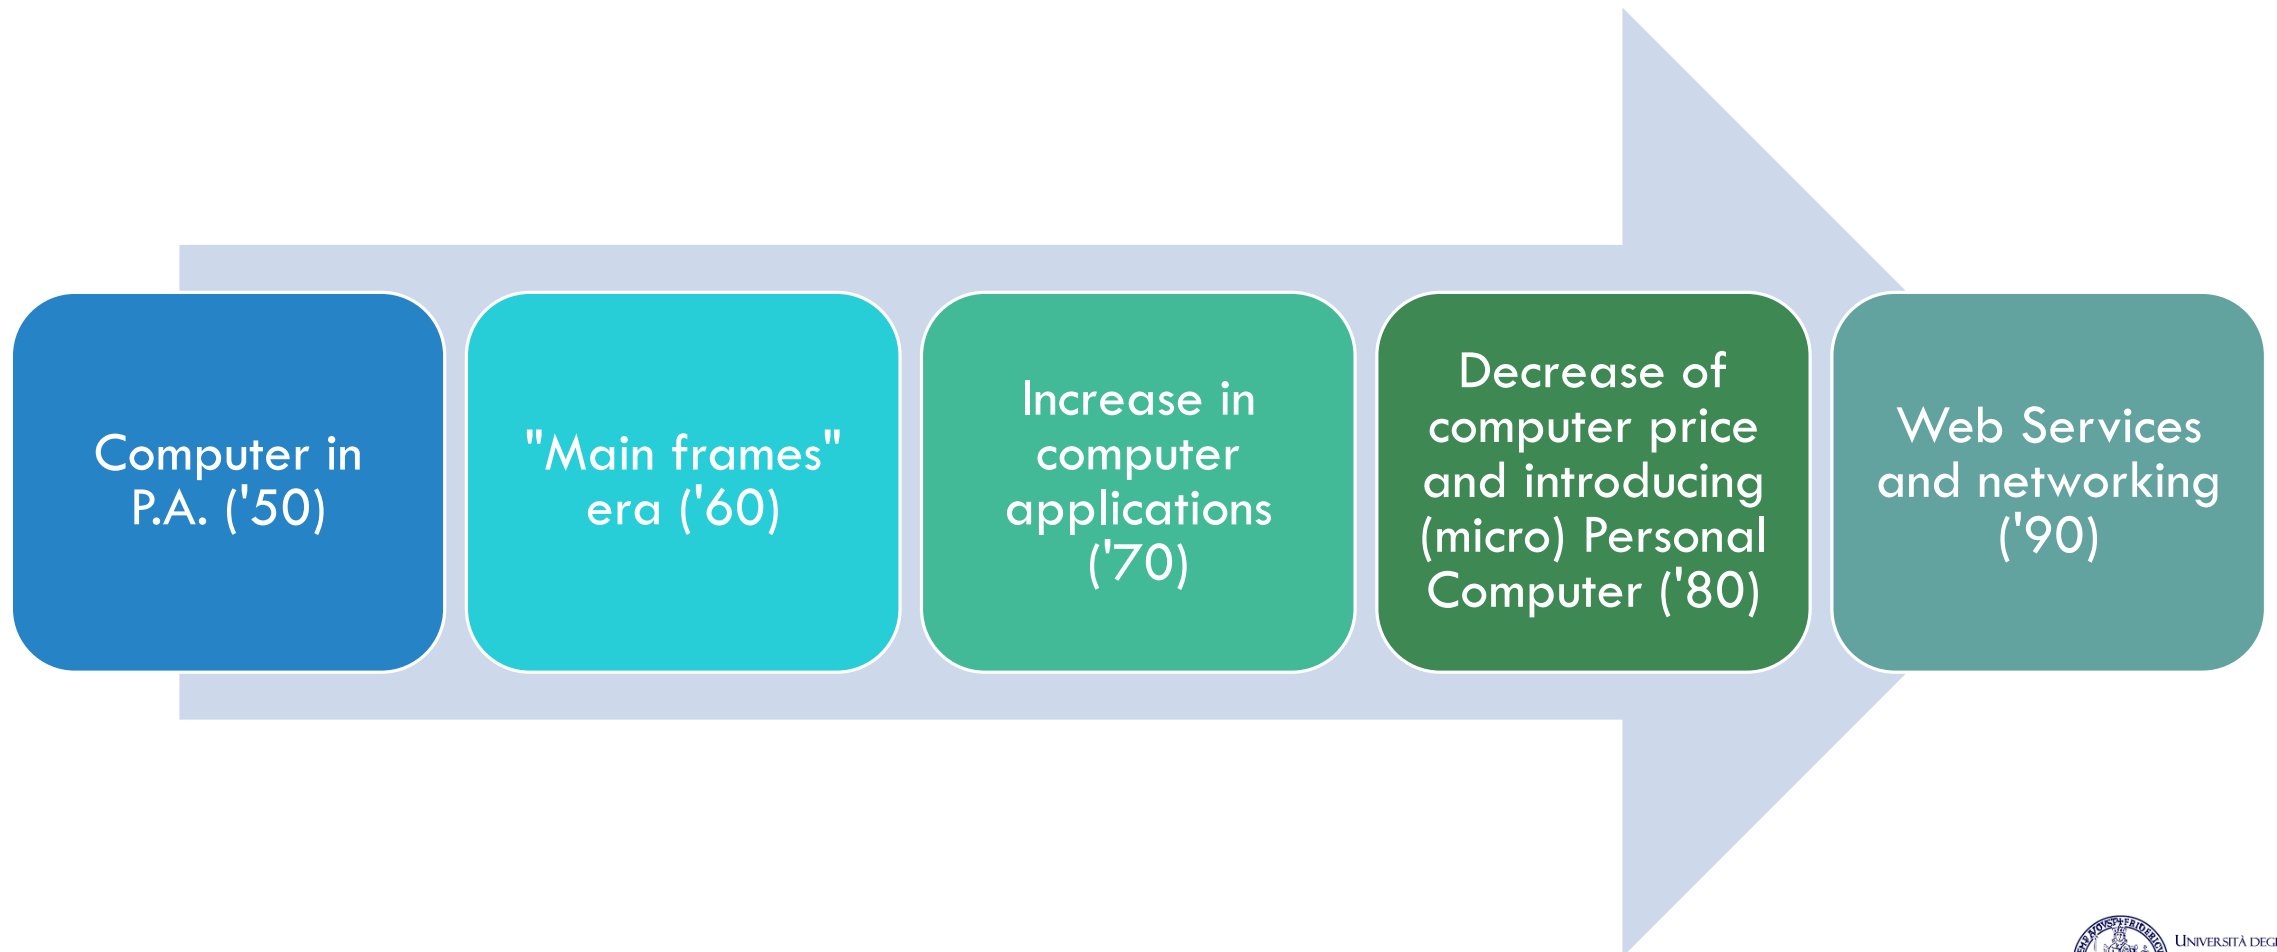 Computer in
P.A. ('50)
"Main frames"
era ('60)
Increase in
computer
applications
('70)
Decrease of
computer price
and introducing
(micro) Personal
Computer ('80)
Web Services
and networking
('90)
UNIVERSITÀ